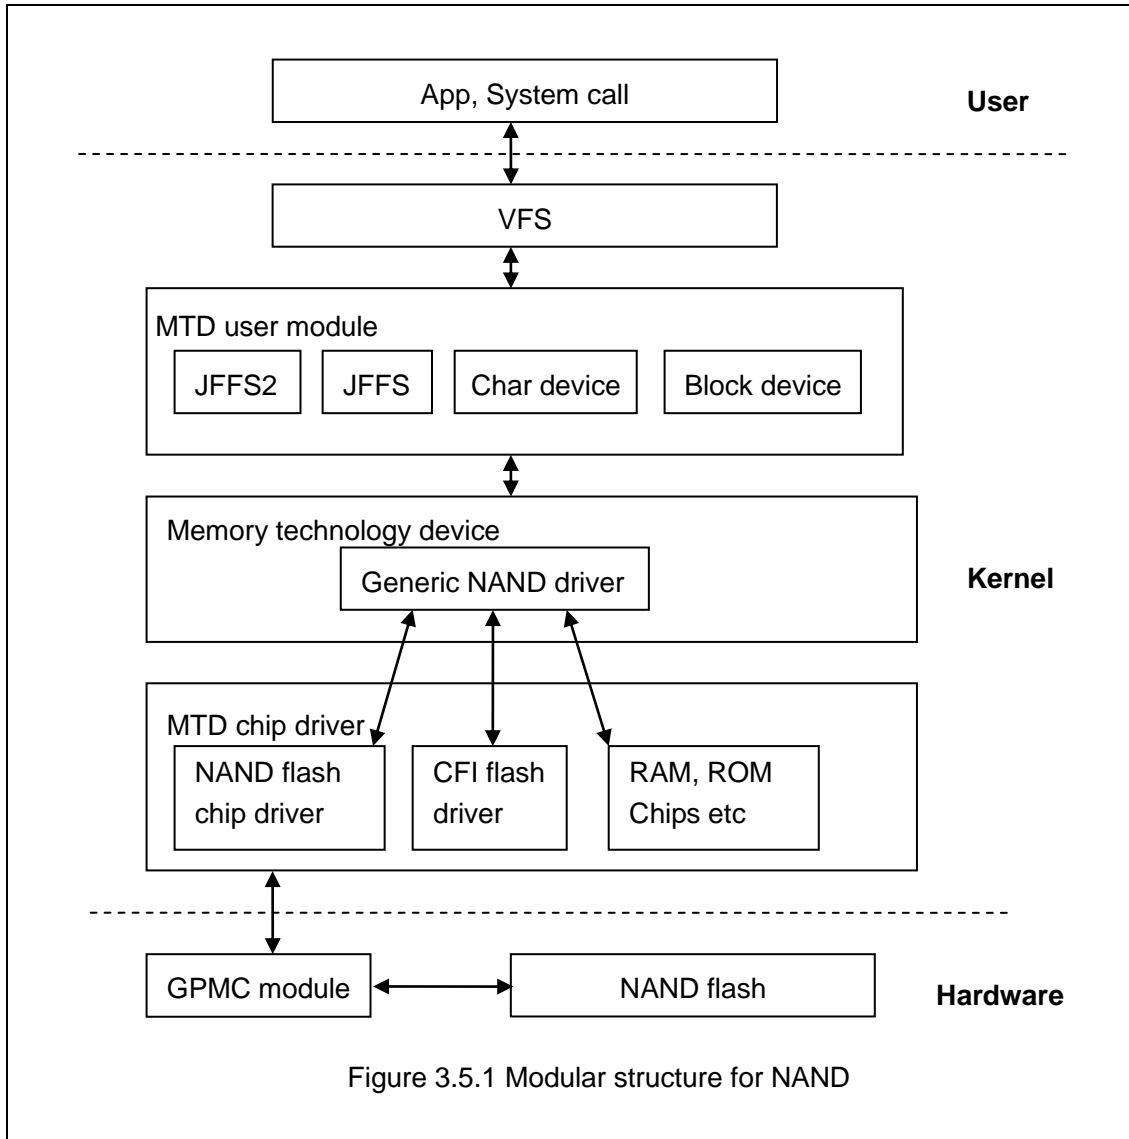 App, System call
User
VFS
MTD user module
JFFS2
JFFS
Char device
Block device
Memory technology device
Generic NAND driver
Kernel
MTD chip driver
NAND flash
chip driver
CFI flash
driver
RAM, ROM
Chips etc
GPMC module
NAND flash
Hardware
Figure 3.5.1 Modular structure for NAND